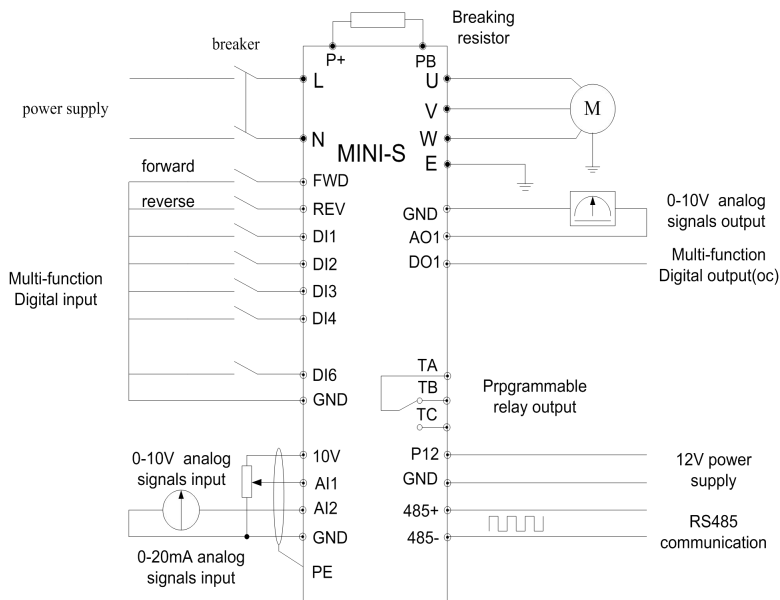 Breaking
resistor
breaker
P+
PB
L
U
power supply
V
M
N
W
MINI-S
E
forward
FWD
reverse
REV
GND
0-10V analog
signals output
DI1
AO1
DI2
DO1
Multi-function
Digital output(oc)
Multi-function
Digital input
DI3
DI4
TA
DI6
TB
Prpgrammable
relay output
GND
TC
0-10V analog
signals input
10V
P12
12V power
supply
AI1
GND
AI2
485+
RS485
communication
GND
485-
0-20mA analog
signals input
PE